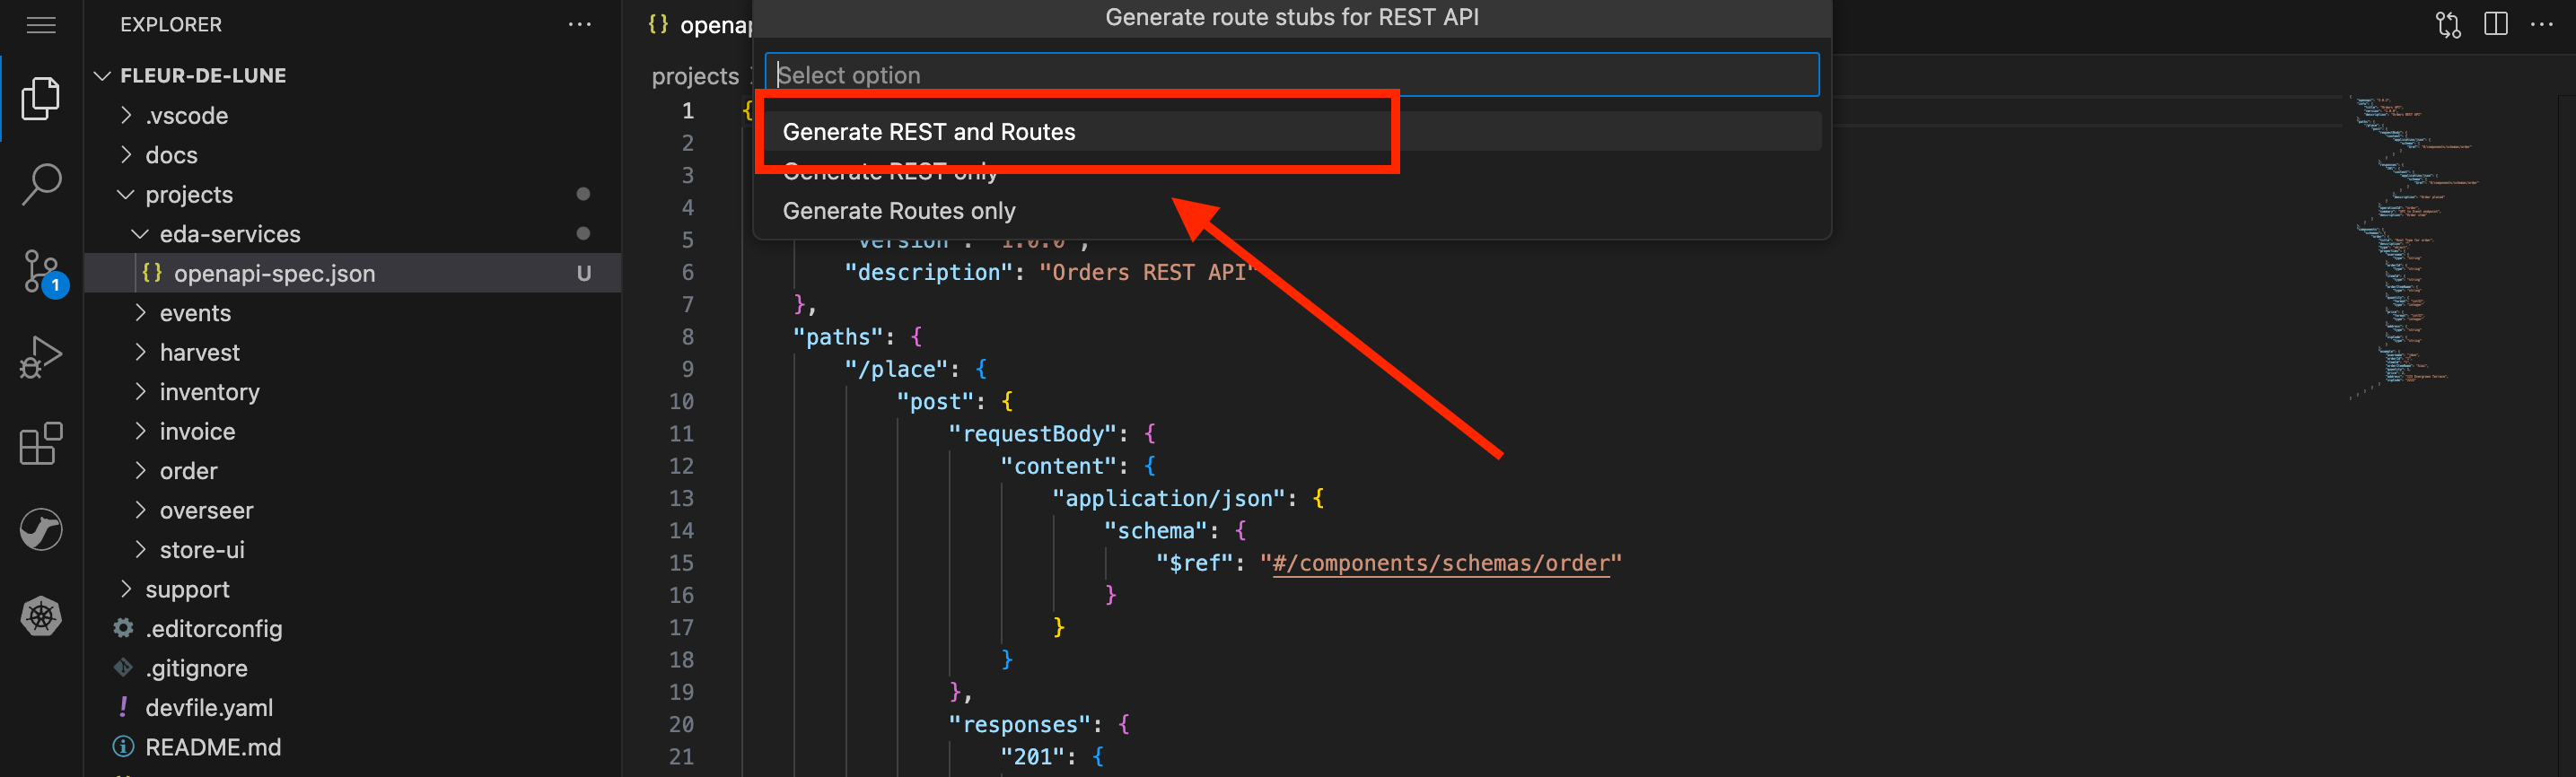 EXPLORER
FLEUR-DE-LUNE
.vscode
docs
projects
eda-services
{} openapi-spec.json U
events
harvest
inventory
invoice
order
overseer
store-ui
support
.editorconfig
.gitignore
! devfile.yaml
README.md
1
{} openap
projects
Generate route stubs for REST API
Select option
Generate REST and Routes
Generate REST only
Generate Routes only
1 {
2
3
4
5 "version": "1.0.0",
6 "description": "Orders REST API"
7 },
8 "paths": {
9 "/place": {
10 "post": {
11 "requestBody": {
12 "content": {
13 "application/json": {
14 "schema": {
15 "$ref": "#/components/schemas/order"
16 }
17 }
18 }
19 },
20 "responses": {
21 "201": {